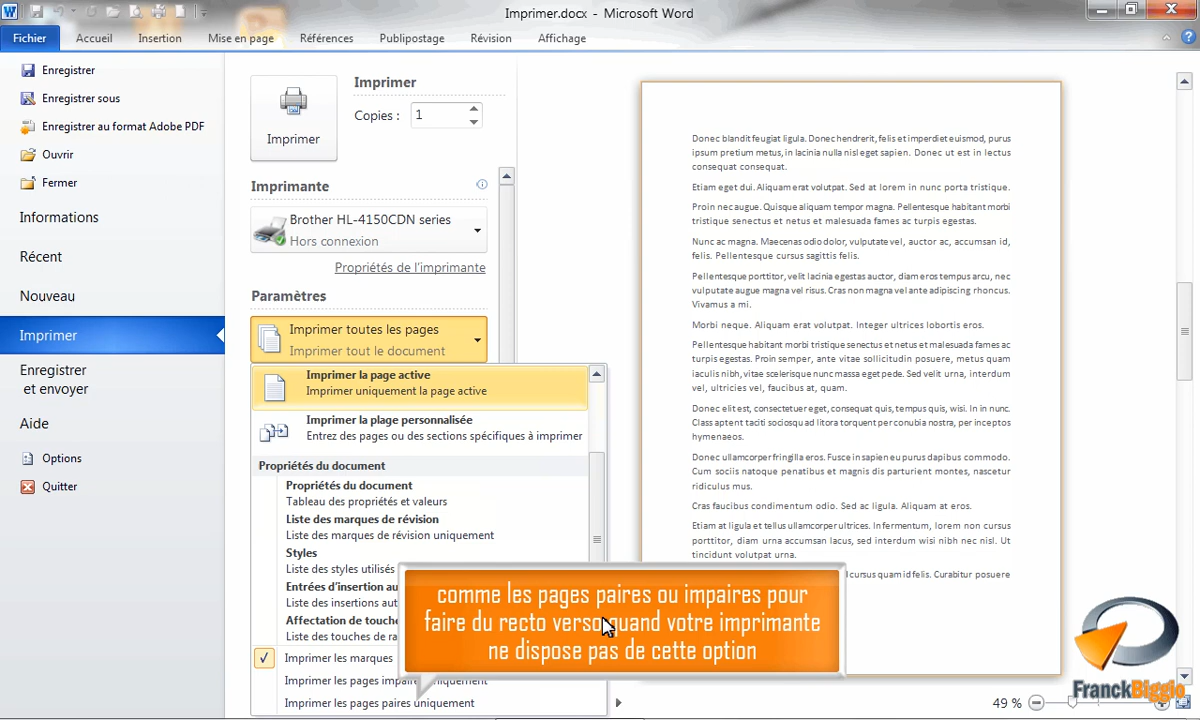 Imprimer.docx - Microsoft Word
Fichier
Accueil
Insertion
Mise en page
Références
Publipostage
Révision
Affichage
Enregistrer
Enregistrer sous
Enregistrer au format Adobe PDF
Ouvrir
Fermer
Informations
Récent
Nouveau
Imprimer
Enregistrer
et envoyer
Aide
Options
Quitter
Imprimer
Imprimer
Copies : 1
Imprimante
Brother HL-4150CDN series
Hors connexion
Propriétés de l'imprimante
Paramètres
Imprimer toutes les pages
Imprimer tout le document
Imprimer la page active
Imprimer uniquement la page active
Imprimer la plage personnalisée
Entrez des pages ou des sections spécifiques à imprimer
Propriétés du document
Propriétés du document
Tableau des propriétés et valeurs
Liste des marques de révision
Liste des marques de révision uniquement
Styles
Liste des styles utilisés
Entrées d'insertion au
Liste des insertions aut
Affectation de touche
Liste des touches de ra
Imprimer les marques
Imprimer les pages impaires uniquement
Imprimer les pages paires uniquement
comme les pages paires ou impaires pour
faire du recto verso quand votre imprimante
ne dispose pas de cette option
Donec blandit feugiat ligula. Donec hendrerit, felis et imperdiet euismod, purus
ipsum pretium metus, in lacinia nulla nisl eget sapien. Donec ut est in lectus
consequat consequat.
Etiam eget dui. Aliquam erat volutpat. Sed at lorem in nunc porta tristique.
Proin nec augue. Quisque aliquam tempor magna. Pellentesque habitant morbi
tristique senectus et netus et malesuada fames ac turpis egestas.
Nunc ac magna. Maecenas odio dolor, vulputate vel, auctor ac, accumsan id,
felis. Pellentesque cursus sagittis felis.
Pellentesque porttitor, velit lacinia egestas auctor, diam eros tempus arcu, nec
vulputate augue magna vel risus. Cras non magna vel ante adipiscing rhoncus.
Vivamus a mi.
Morbi neque. Aliquam erat volutpat. Integer ultrices lobortis eros.
Pellentesque habitant morbi tristique senectus et netus et malesuada fames ac
turpis egestas. Proin semper, ante vitae sollicitudin posuere, metus quam
iaculis nibh, vitae scelerisque nunc massa eget pede. Sed velit urna, interdum
vel, ultricies vel, faucibus at, quam.
Donec elit est, consectetuer eget, consequat quis, tempus quis, wisi. In in nunc.
Class aptent taciti sociosqu ad litora torquent per conubia nostra, per inceptos
hymenaeos.
Donec ullamcorper fringilla eros. Fusce in sapien eu purus dapibus commodo.
Cum sociis natoque penatibus et magnis dis parturient montes, nascetur
ridiculus mus.
Cras faucibus condimentum odio. Sed ac ligula. Aliquam at eros.
Etiam at ligula et tellus ullamcorper ultrices. In fermentum, lorem non cursus
porttitor, diam urna accumsan lacus, sed interdum wisi nibh nec nisl. Ut
tincidunt volutpat urna.
cursus quam id felis. Curabitur posuere
49 %
FranckBiggio